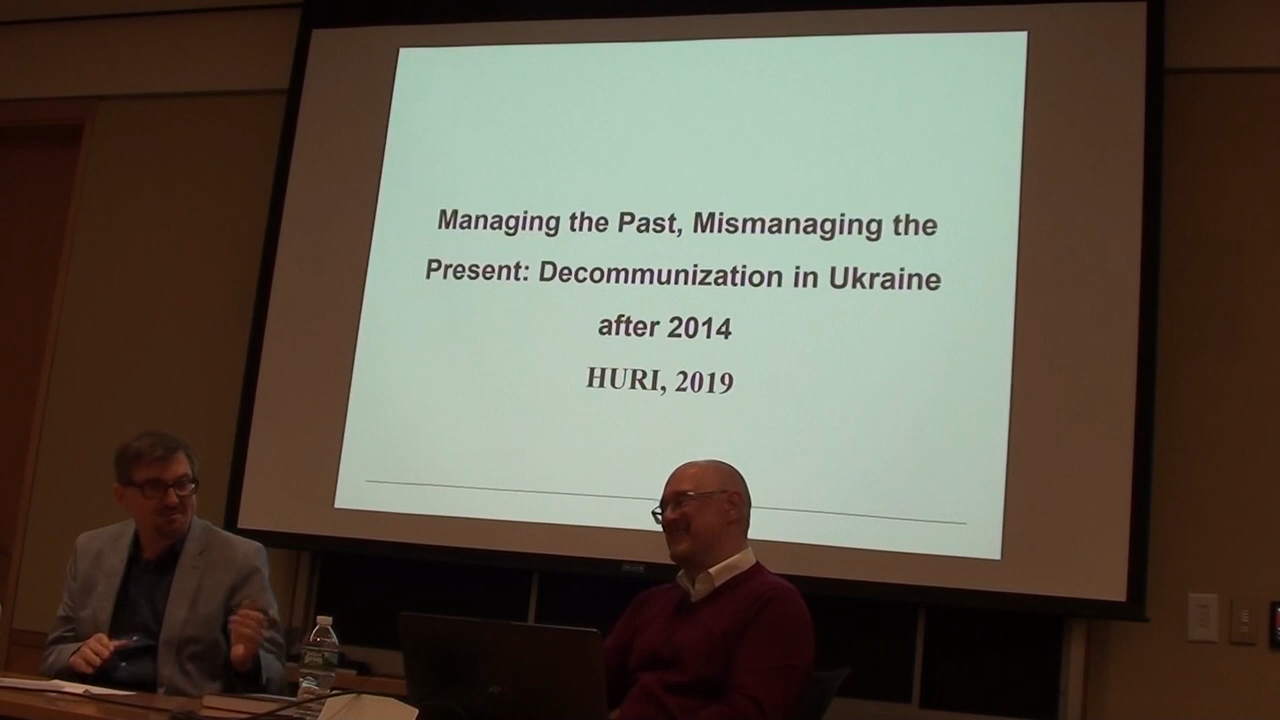 Managing the Past, Mismanaging the
Present: Decommunization in Ukraine
after 2014
HURI, 2019